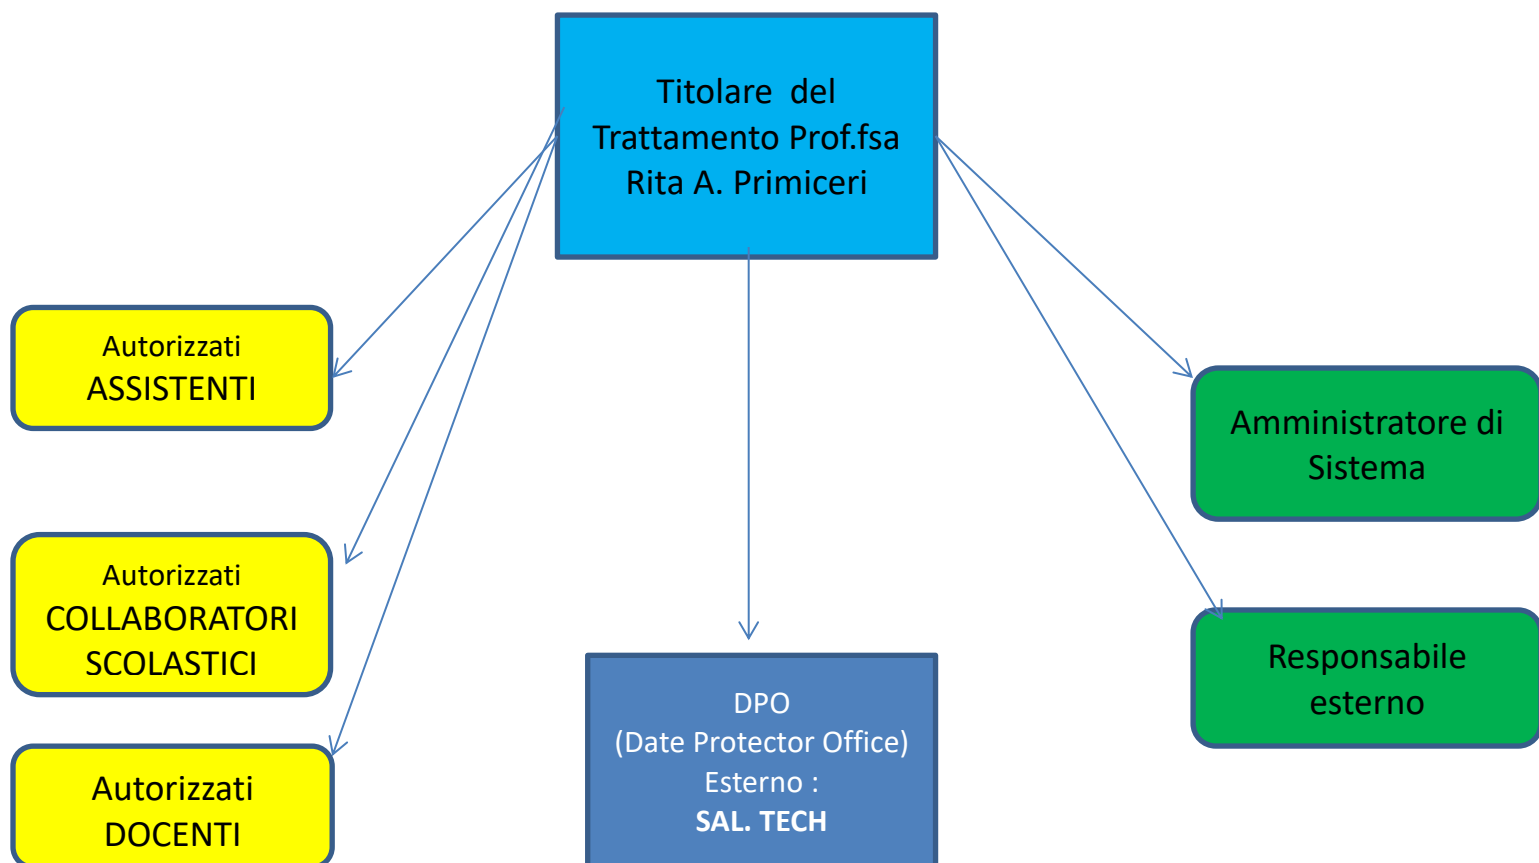 Titolare del
Trattamento Prof.fsa
Rita A. Primiceri
Autorizzati
ASSISTENTI
Amministratore di
Sistema
Autorizzati
COLLABORATORI
SCOLASTICI
Responsabile
esterno
DPO
(Date Protector Office)
Esterno :
SAL. TECH
Autorizzati
DOCENTI